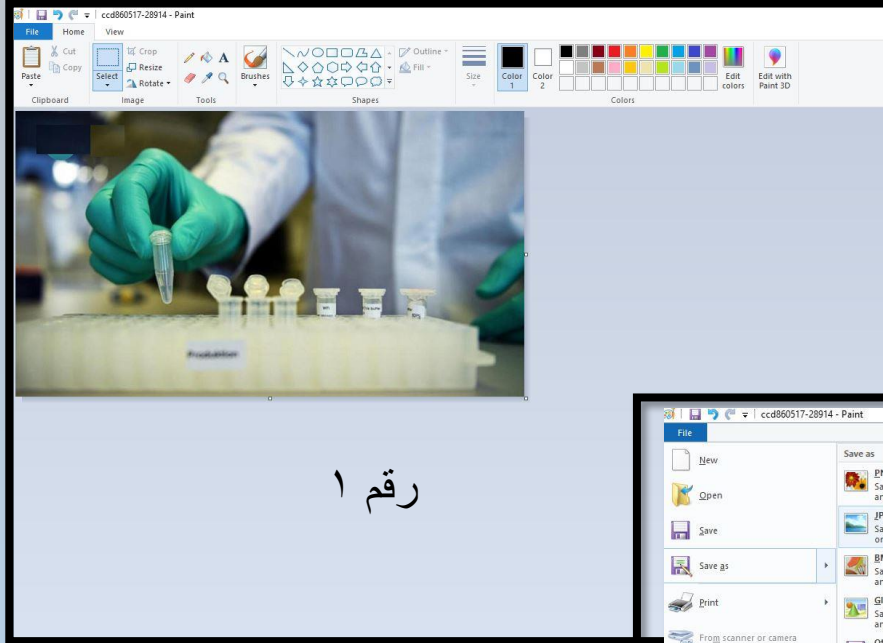 ccd860517-28914 - Paint
File Home View
Paste
Cut
Copy
Clipboard
Select
Crop
Resize
Rotate
Image
Tools
Brushes
Outline
Fill
Shapes
Size
Color 1
Color 2
Edit colors
Colors
Edit with Paint 3D
Produktion
رقم ١
ccd860517-28914 - Paint
File
New
Open
Save
Save as
Print
From scanner or camera
Save as